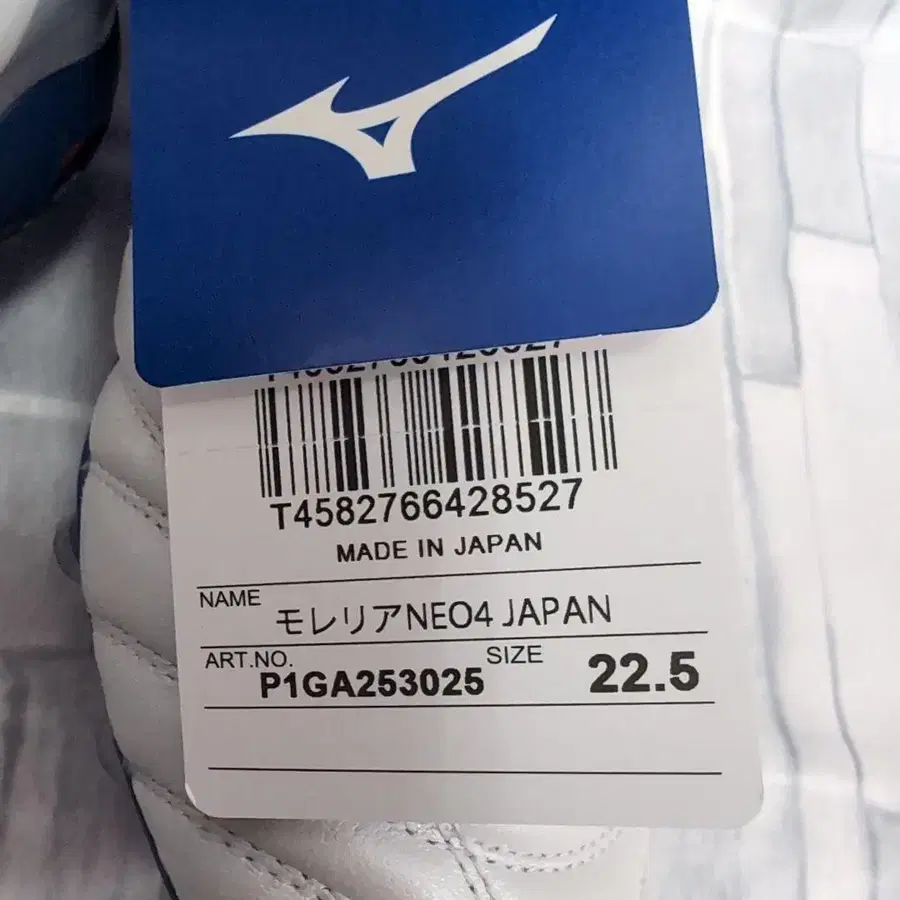 T4582766428527
MADE IN JAPAN
NAME
モレリアNEO4 JAPAN
ART.NO.
P1GA253025
SIZE
22.5